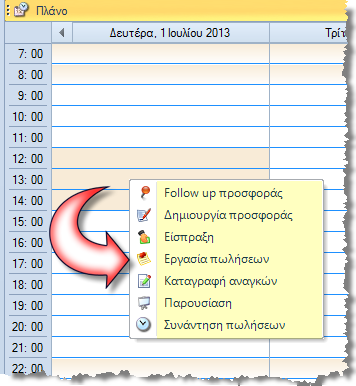 Πλάνο
Δευτέρα, 1 Ιουλίου 2013 Τρίτ
7: 00
8: 00
9: 00
10: 00
11: 00
12: 00
13: 00
14: 00
15: 00
16: 00
17: 00
18: 00
19: 00
20: 00
21: 00
22: 00
Follow up προσφοράς
Δημιουργία προσφοράς
Είσπραξη
Εργασία πωλήσεων
Καταγραφή αναγκών
Παρουσίαση
Συνάντηση πωλήσεων